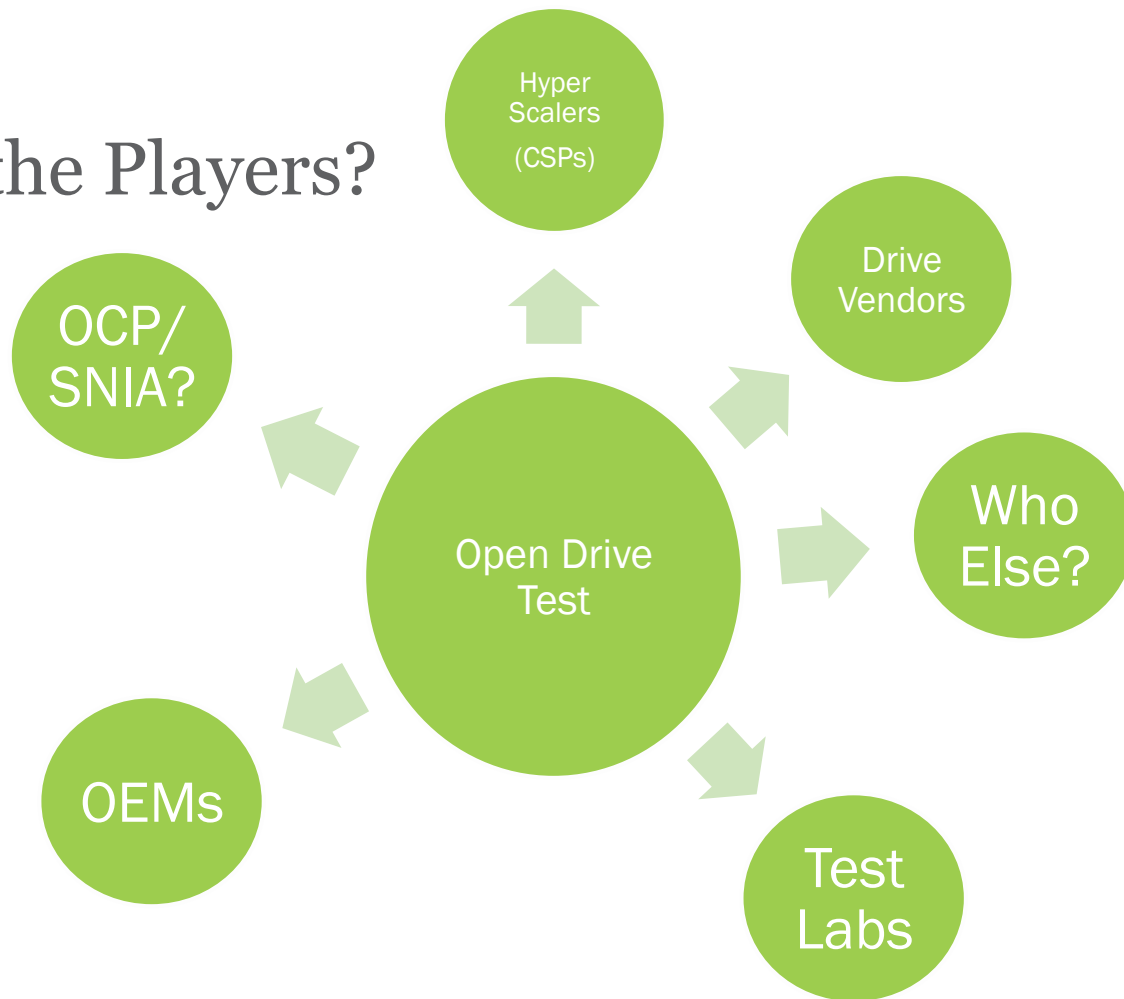 the Players?
Hyper
Scalers
(CSPs)
Drive
Vendors
OCP/
SNIA?
Who
Else?
Open Drive
Test
OEMs
Test
Labs